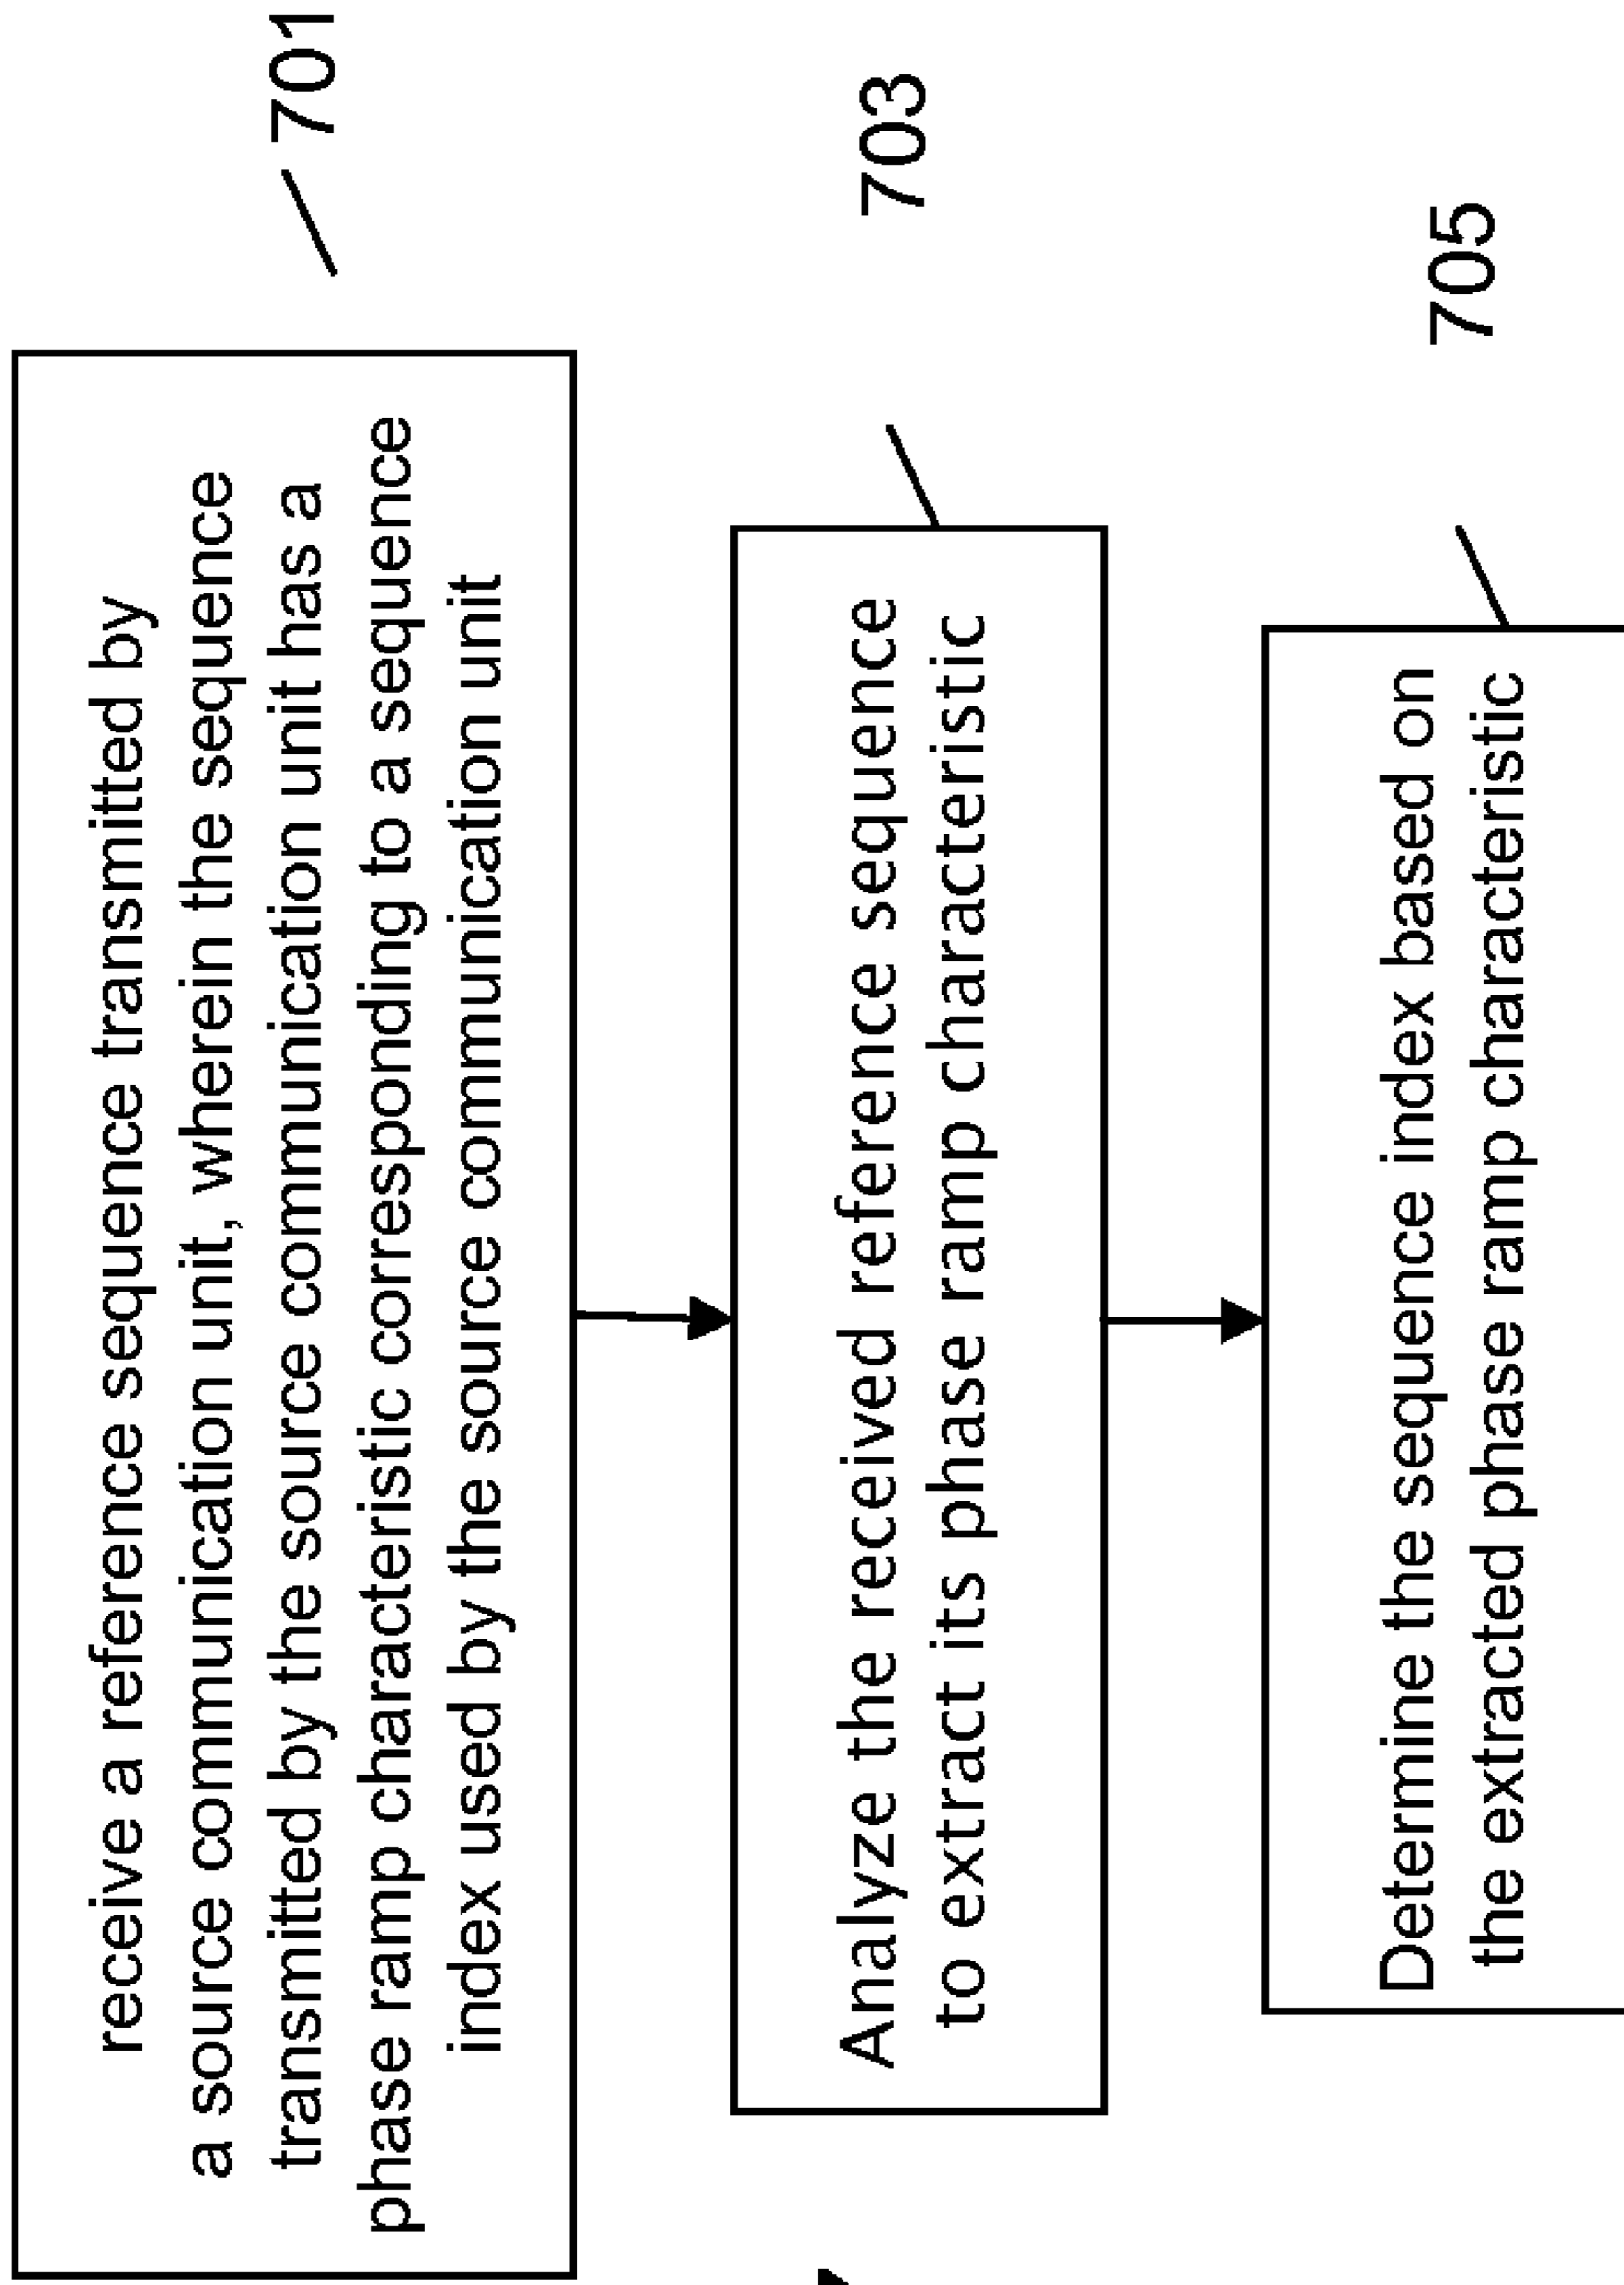 receive a reference sequence transmitted by
a source communication unit, wherein the sequence
transmitted by the source communication unit has a
phase ramp characteristic corresponding to a sequence
index used by the source communication unit
701
Analyze the received reference sequence
to extract its phase ramp characteristic
703
Determine the sequence index based on
the extracted phase ramp characteristic
705